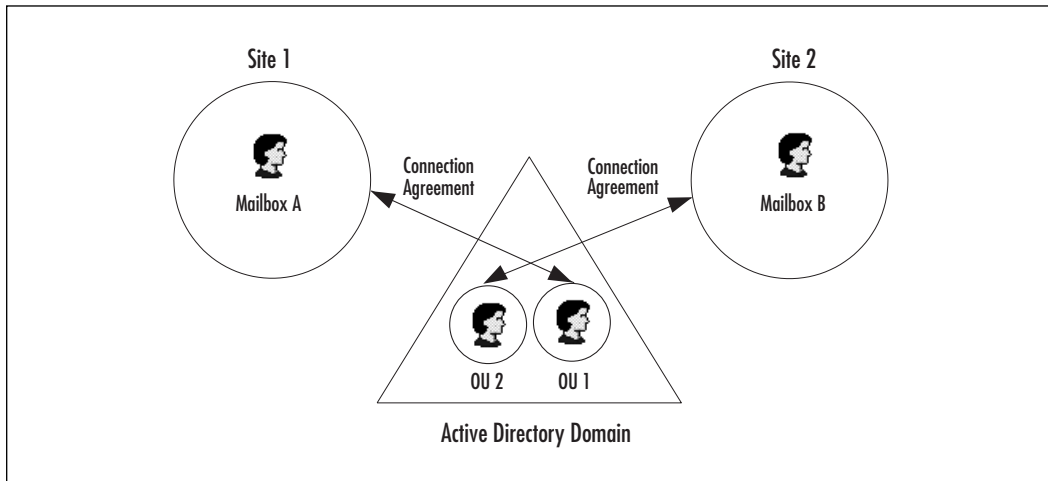 Site 1
Site 2
Mailbox A
Connection
Agreement
Connection
Agreement
Mailbox B
OU 2
OU 1
Active Directory Domain